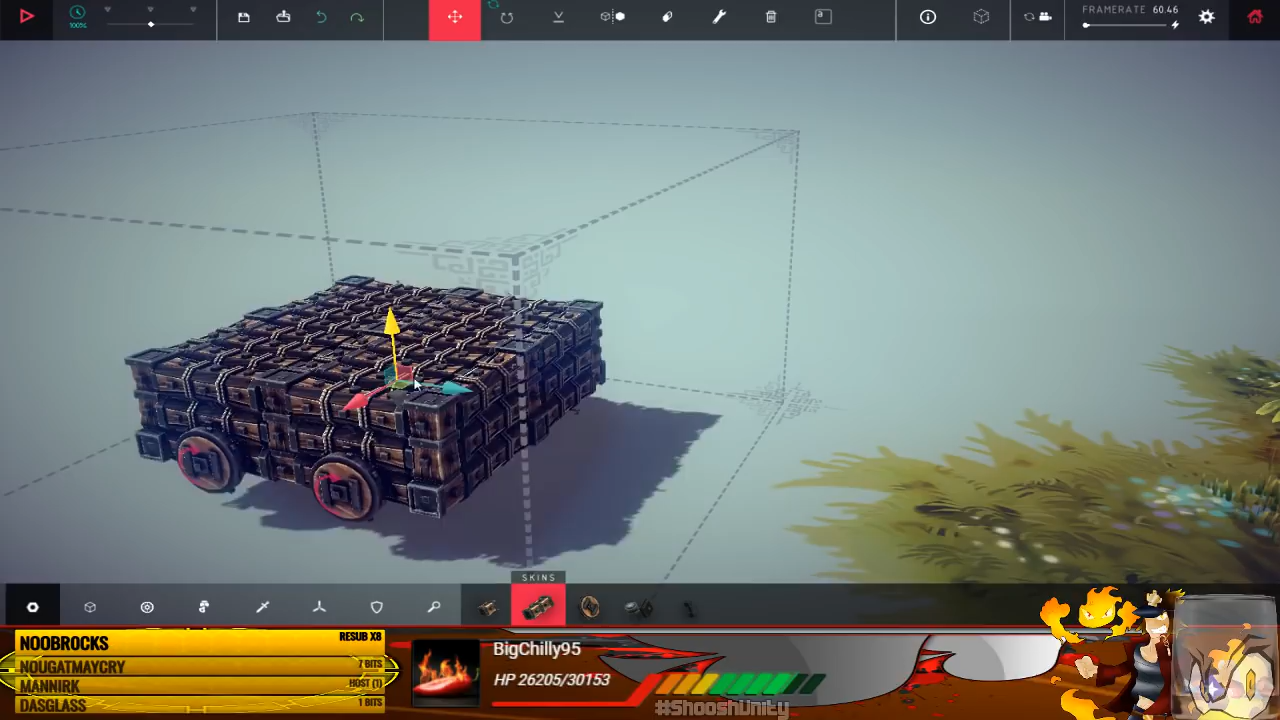 100%
FRAMERATE 60.46
SKINS
NOOBROCKS RESUB X8
NOUGATMAYCRY 7 BITS
MANNIRK HOST (1)
DASGLASS 1 BITS
BigChilly95
HP 26205/30153
#ShooshUnity